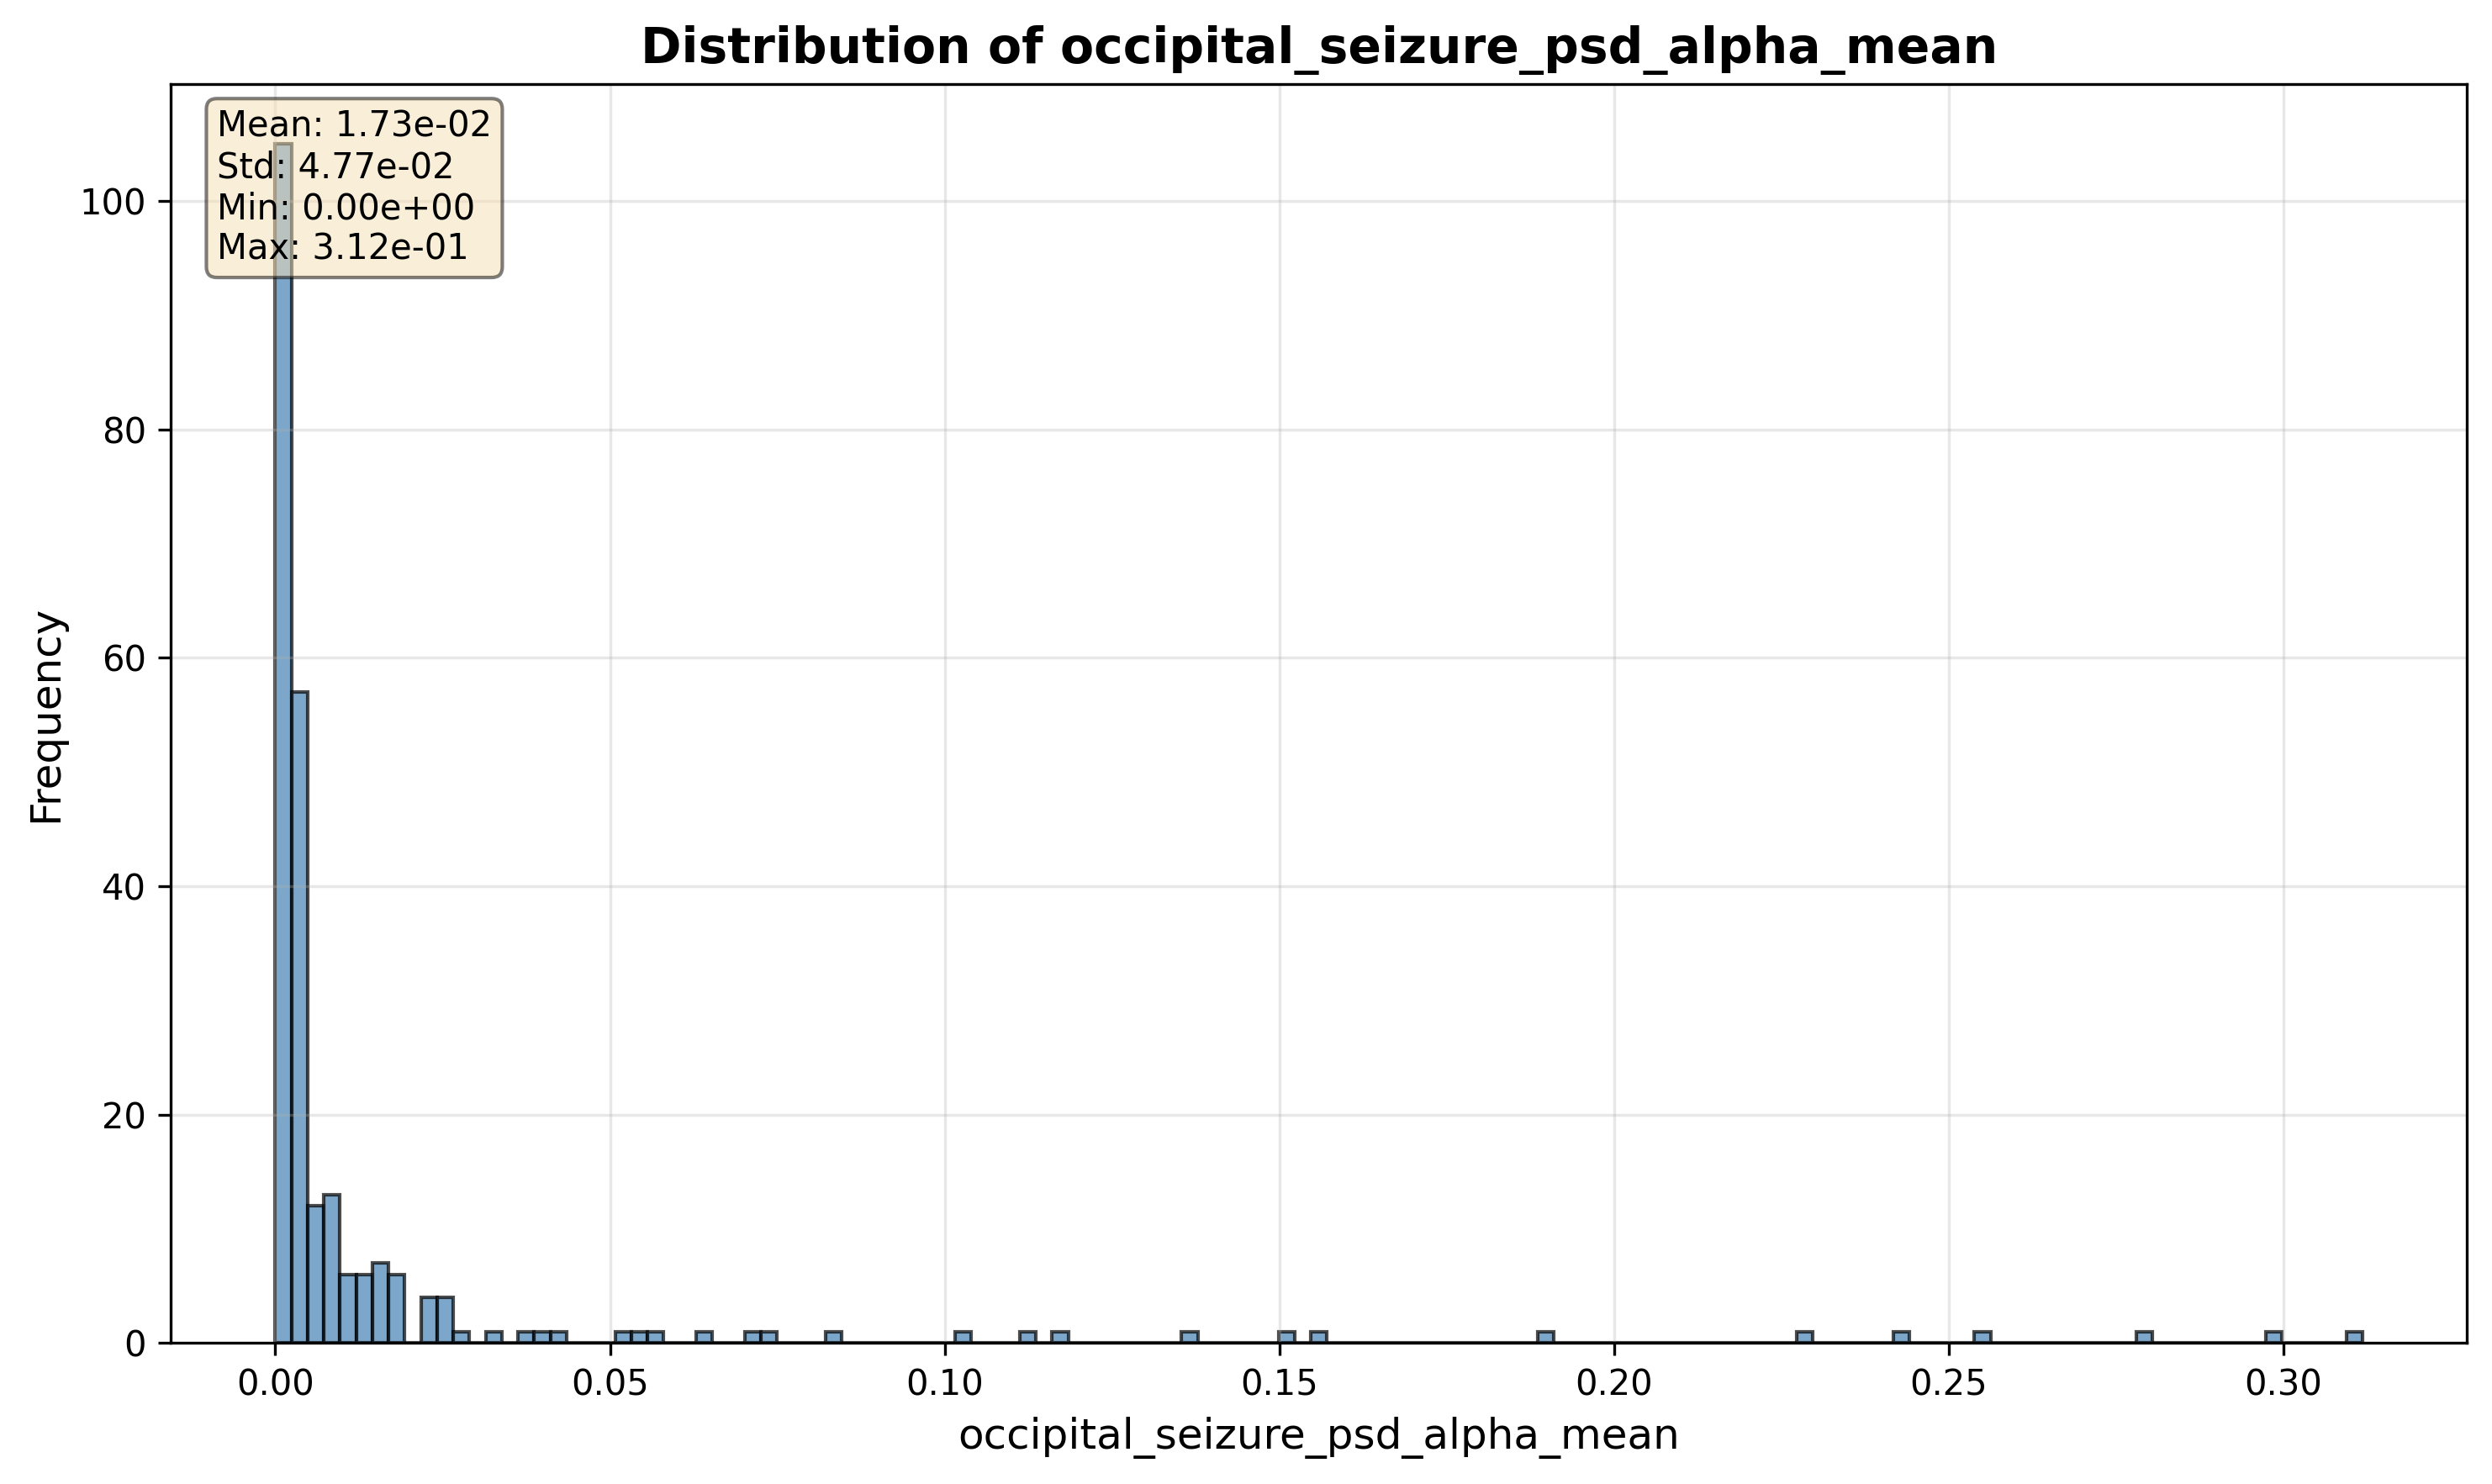 Distribution of occipital_seizure_psd_alpha_mean
Mean: 1.73e-02
Std: 4.77e-02
Min: 0.00e+00
Max: 3.12e-01
100
80
60
40
20
0
Frequency
0.00 0.05 0.10 0.15 0.20 0.25 0.30
occipital_seizure_psd_alpha_mean